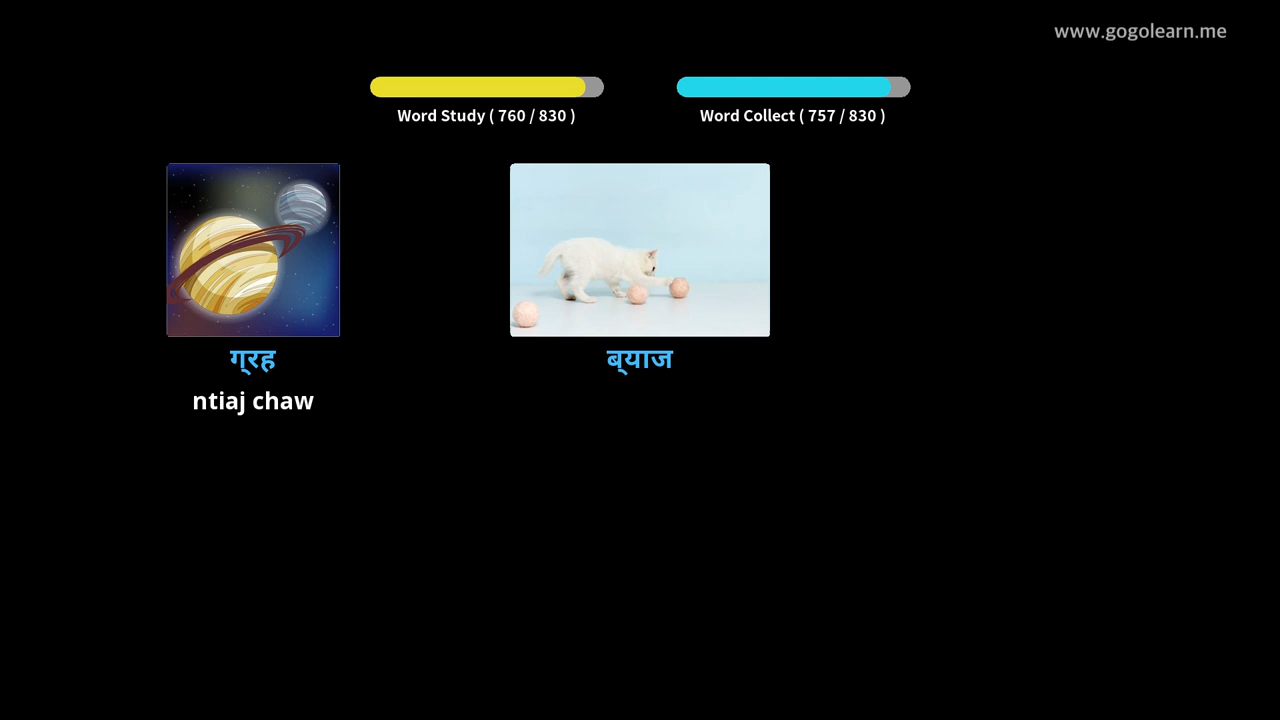 www.gogolearn.me
Word Study ( 760 / 830 )
Word Collect ( 757 / 830 )
ग्रह
ntiaj chaw
ब्याज